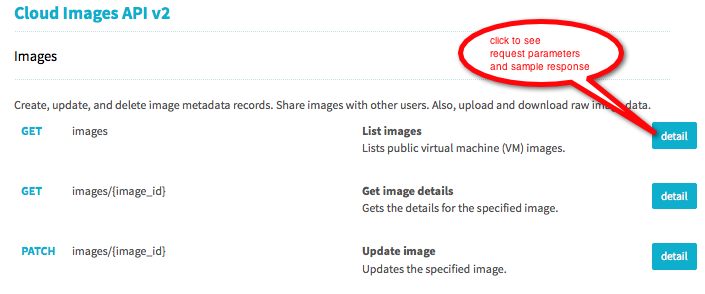 Cloud Images API v2
Images
click to see
request parameters
and sample response
Create, update, and delete image metadata records. Share images with other users. Also, upload and download raw image data.
GET images List images detail
Lists public virtual machine (VM) images.
GET images/{image_id} Get image details detail
Gets the details for the specified image.
PATCH images/{image_id} Update image detail
Updates the specified image.